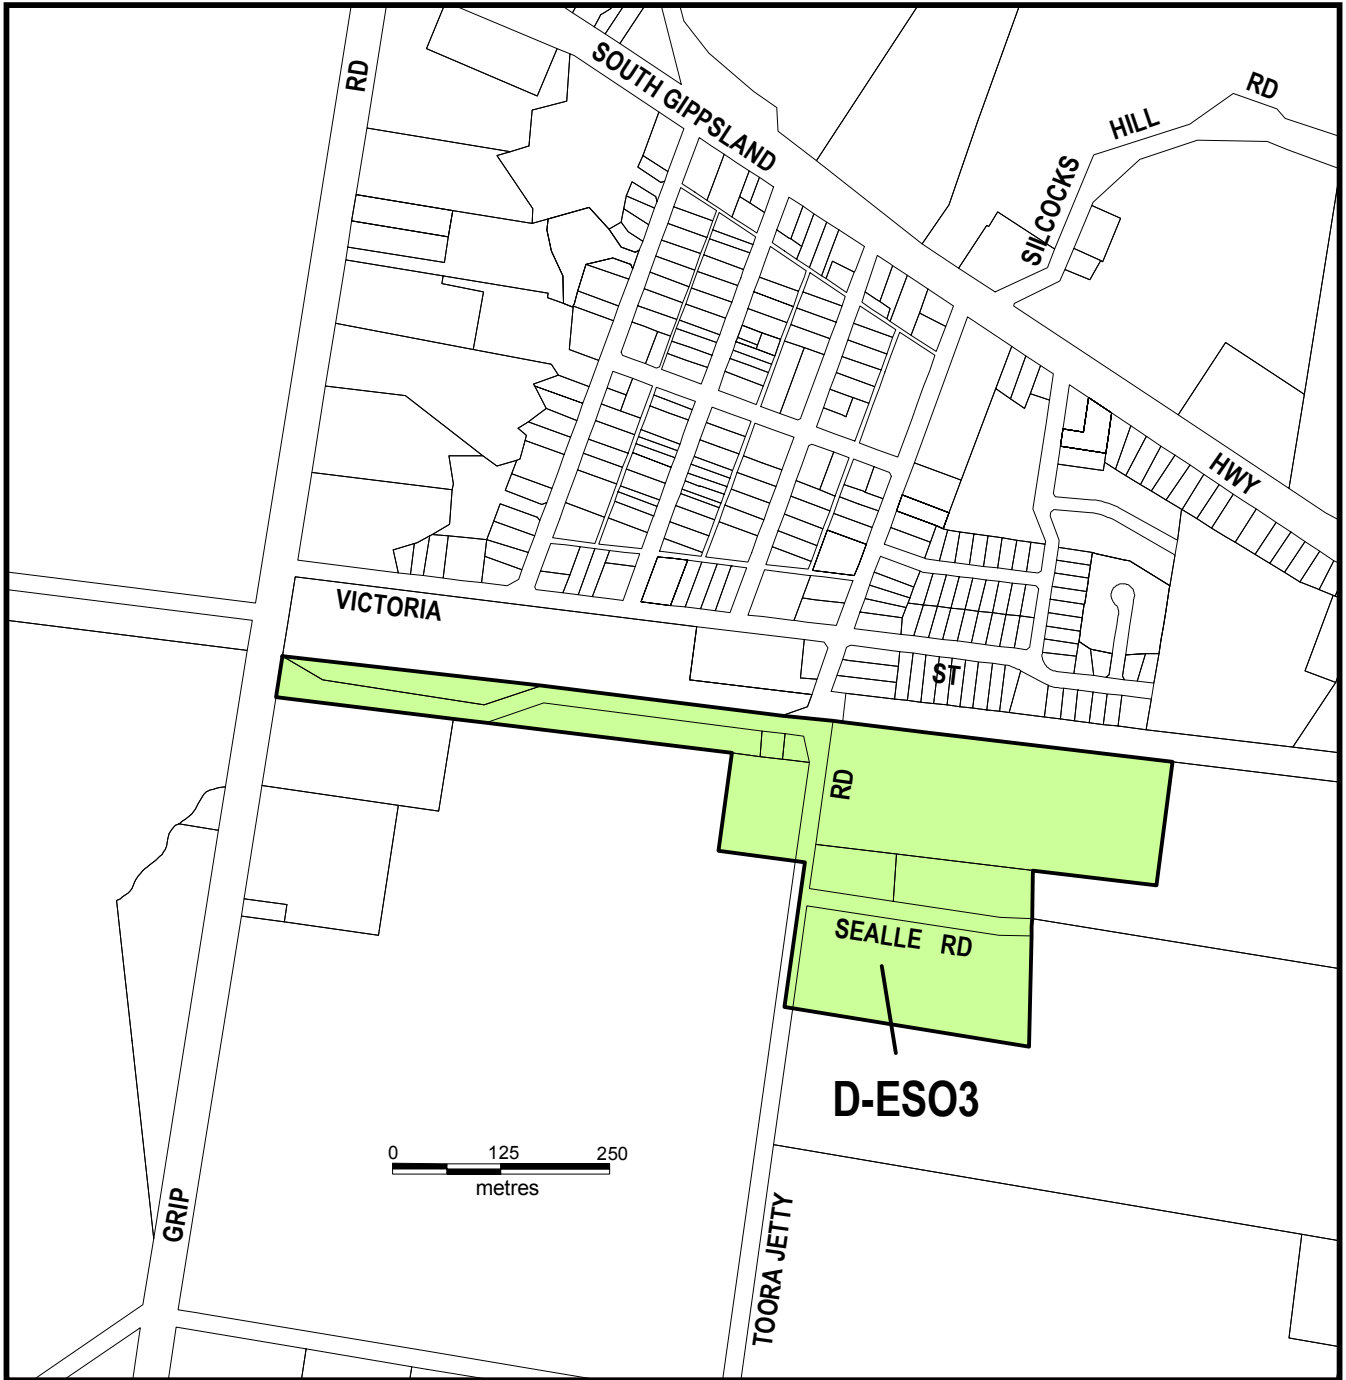 RD
SOUTH GIPPSLAND
HWY
SILCOCKS
HILL
RD
VICTORIA
ST
RD
SEALLE RD
D-ESO3
0 125 250
metres
GRIP
TOORA JETTY